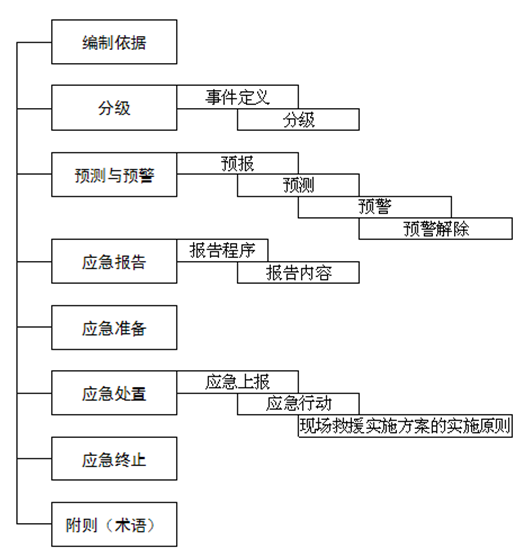 编制依据
分级
事件定义
分级
预测与预警
预报
预测
预警
预警解除
应急报告
报告程序
报告内容
应急准备
应急处置
应急上报
应急行动
现场救援实施方案的实施原则
应急终止
附则（术语）